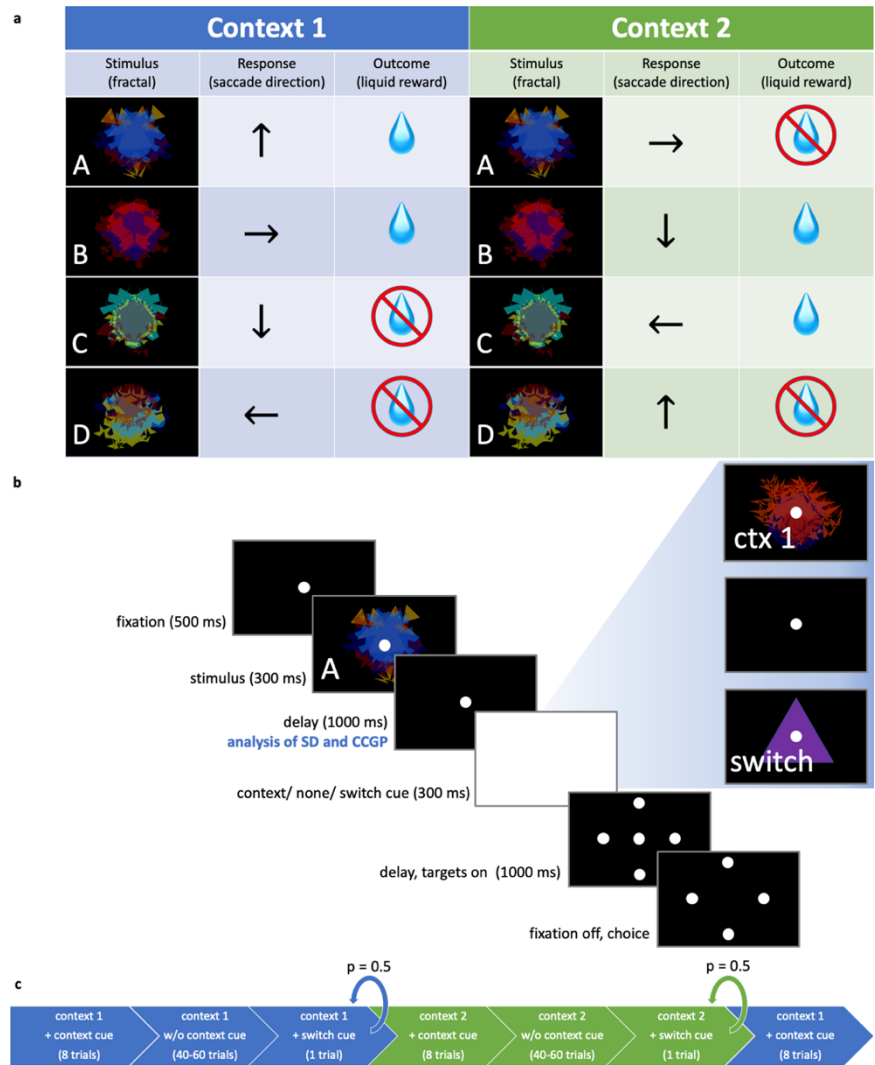 a
Context 1
Context 2
Stimulus
(fractal)
Response
(saccade direction)
Outcome
(liquid reward)
Stimulus
(fractal)
Response
(saccade direction)
Outcome
(liquid reward)
A
A
B
B
C
C
D
D
b
ctx 1
fixation (500 ms)
A
stimulus (300 ms)
delay (1000 ms)
analysis of SD and CCGP
switch
context/ none/ switch cue (300 ms)
delay, targets on (1000 ms)
fixation off, choice
c
p = 0.5
p = 0.5
context 1
+ context cue
(8 trials)
context 1
w/o context cue
(40-60 trials)
context 1
+ switch cue
(1 trial)
context 2
+ context cue
(8 trials)
context 2
w/o context cue
(40-60 trials)
context 2
+ switch cue
(1 trial)
context 1
+ context cue
(8 trials)